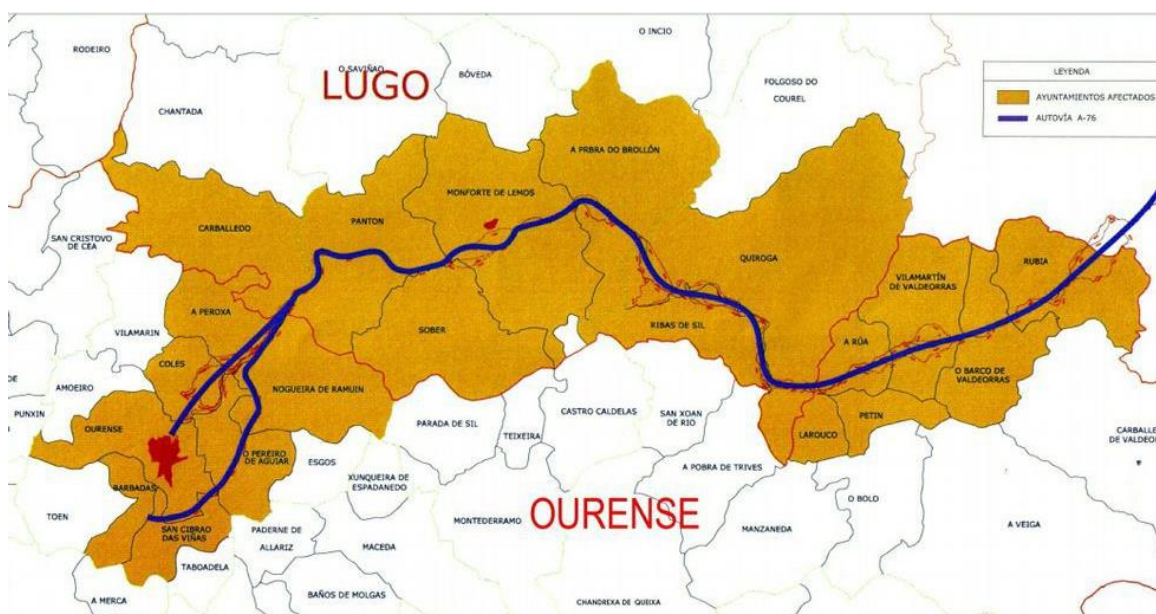 RODEIRO
O SAVIÑAO
LUGO
BÓVEDA
O INCIO
FOLGOSO DO
COUREL
LEYENDA
AYUNTAMIENTOS AFECTADOS
AUTOVÍA A-76
CHANTADA
A PRBRA DO BROLLÓN
MONFORTE DE LEMOS
PANTON
CARBALLEDO
SAN CRISTOVO
DE CEA
QUIROGA
RUBIA
VILAMARTÍN
DE VALDEORRAS
A PEROXA
VILAMARIN
SOBER
RIBAS DE SIL
A RÚA
COLES
O BARCO DE
VALDEORRAS
NOGUEIRA DE RAMUIN
DE
AMOEIRO
PUNXIN
CASTRO CALDELAS
SAN XOAN
DE RIO
PETIN
LAROUCO
OURENSE
PARADA DE SIL
TEIXEIRA
CARBALLE
DE VALDEO
O PEREIRO
DE AGUIAR
ESGOS
A POBRA DE TRIVES
XUNQUEIRA DE
ESPADANEDO
BARBADAS
O BOLO
TOEN
SAN CIBRAO
DAS VIÑAS
PADERNE DE
ALLARIZ
MACEDA
MONTEDERRAMO
OURENSE
MANZANEDA
A VEIGA
TABOADELA
A MERCA
BAÑOS DE MOLGAS
CHANDREXA DE QUEIXA